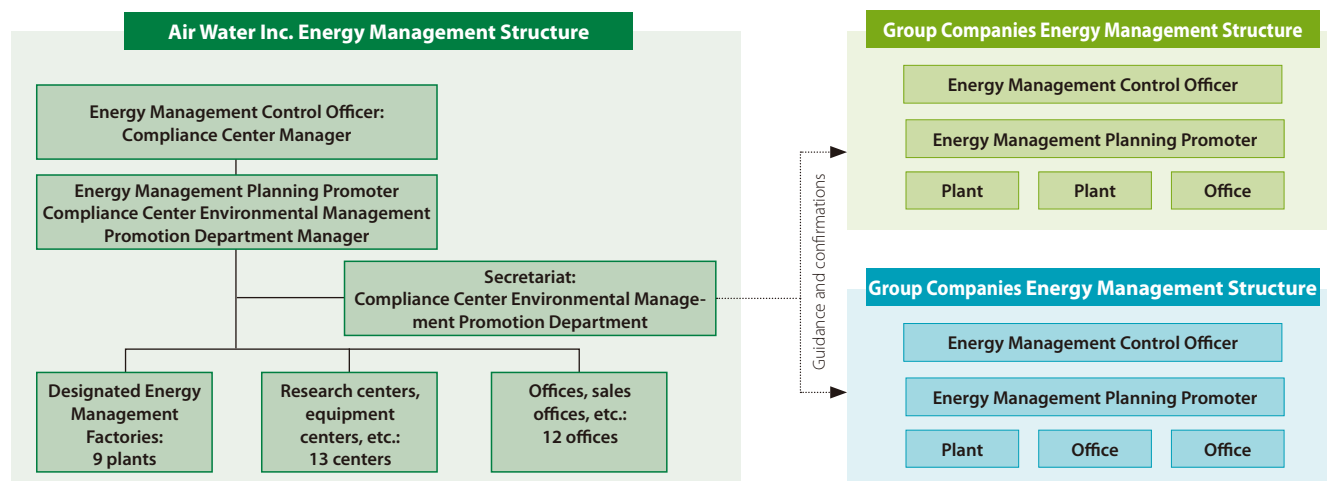 Air Water Inc. Energy Management Structure
Energy Management Control Officer:
Compliance Center Manager
Energy Management Planning Promoter
Compliance Center Environmental Management
Promotion Department Manager
Secretariat:
Compliance Center Environmental Manage-
ment Promotion Department
Designated Energy
Management
Factories:
9 plants
Research centers,
equipment
centers, etc.:
13 centers
Offices, sales
offices, etc.:
12 offices
Guidance and confirmations
Group Companies Energy Management Structure
Energy Management Control Officer
Energy Management Planning Promoter
Plant
Plant
Office
Group Companies Energy Management Structure
Energy Management Control Officer
Energy Management Planning Promoter
Plant
Office
Office